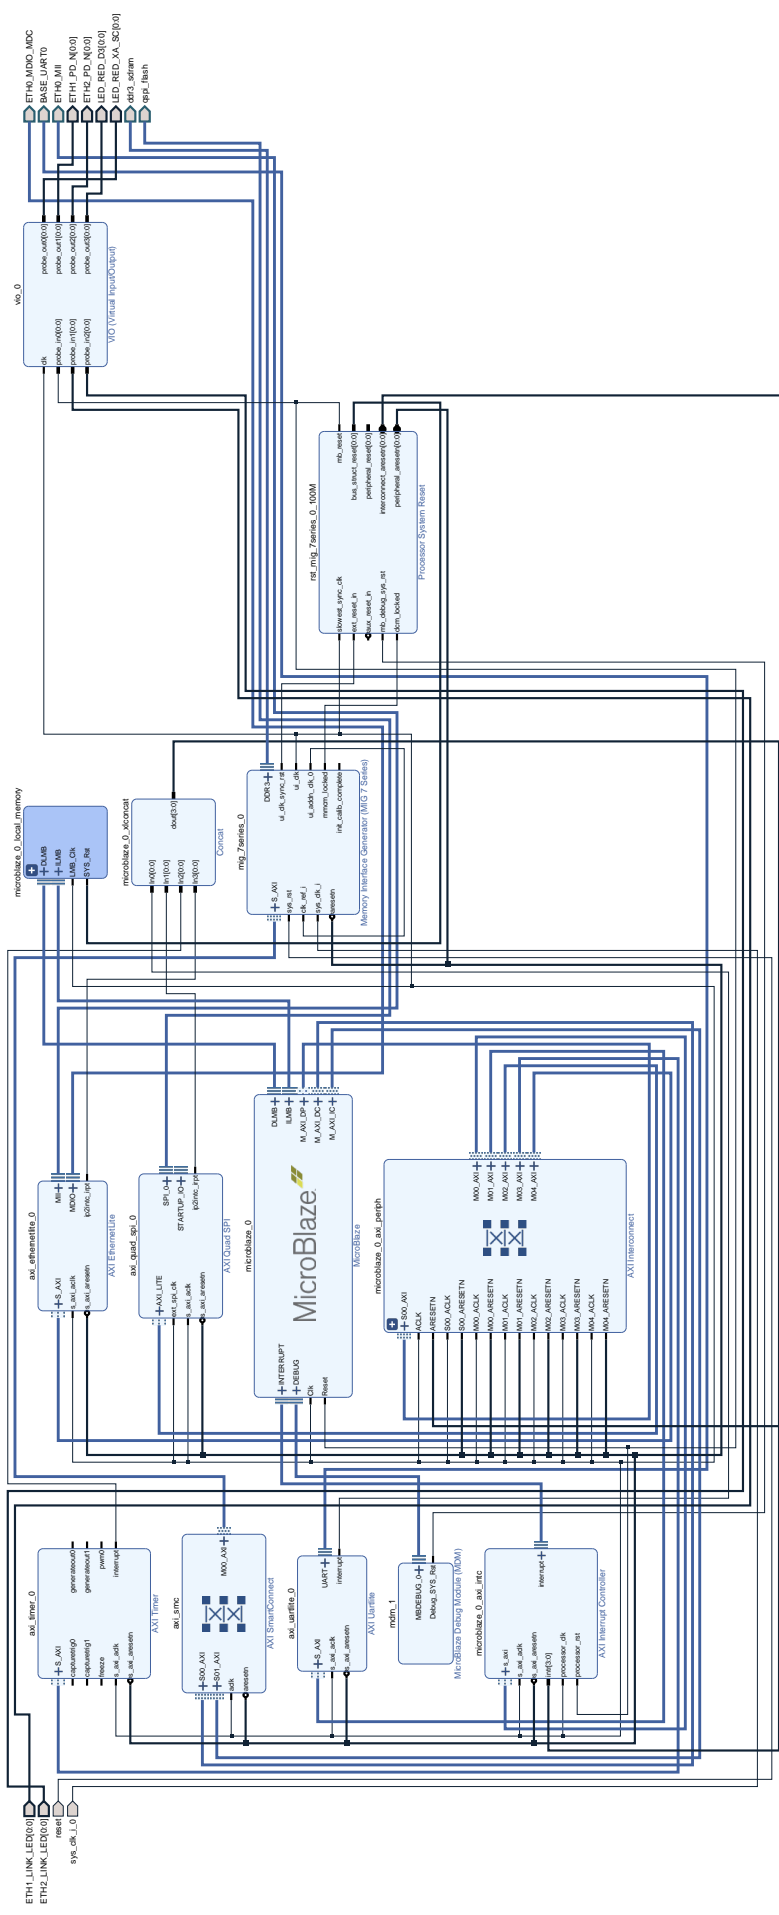 ETH1_LINK_LED[0:0]
ETH2_LINK_LED[0:0]
reset
sys_clk_i_0
axi_timer_0
S_AXI
capturetrig0
capturetrig1
freeze
s_axi_aclk
s_axi_aresetn
generateout0
generateout1
pwm0
interrupt
AXI Timer
axi_smc
S00_AXI
S01_AXI
aclk
aresetn
M00_AXI
AXI SmartConnect
axi_uartlite_0
S_AXI
s_axi_aclk
s_axi_aresetn
UART
interrupt
AXI Uartlite
mdm_1
MBDEBUG_0
Debug_SYS_Rst
MicroBlaze Debug Module (MDM)
microblaze_0_axi_intc
s_axi
s_axi_aclk
s_axi_aresetn
intr[3:0]
processor_clk
processor_rst
interrupt
AXI Interrupt Controller
axi_ethernetlite_0
S_AXI
s_axi_aclk
s_axi_aresetn
MII
MDIO
ip2intc_irpt
AXI EthernetLite
axi_quad_spi_0
AXI_LITE
ext_spi_clk
s_axi_aclk
s_axi_aresetn
SPI_0
STARTUP_IO
ip2intc_irpt
AXI Quad SPI
microblaze_0
INTERRUPT
DEBUG
Clk
Reset
MicroBlaze
DLMB
ILMB
M_AXI_DP
M_AXI_DC
M_AXI_IC
MicroBlaze
microblaze_0_axi_periph
S00_AXI
ACLK
ARESETN
S00_ACLK
S00_ARESETN
M00_ACLK
M00_ARESETN
M01_ACLK
M01_ARESETN
M02_ACLK
M02_ARESETN
M03_ACLK
M03_ARESETN
M04_ACLK
M04_ARESETN
M00_AXI
M01_AXI
M02_AXI
M03_AXI
M04_AXI
AXI Interconnect
microblaze_0_local_memory
DLMB
ILMB
LMB_Clk
SYS_Rst
microblaze_0_xlconcat
In0[0:0]
In1[0:0]
In2[0:0]
In3[0:0]
dout[3:0]
Concat
mig_7series_0
S_AXI
sys_rst
clk_ref_i
sys_clk_i
aresetn
DDR3
ui_clk_sync_rst
ui_clk
ui_addn_clk_0
mmcm_locked
init_calib_complete
Memory Interface Generator (MIG 7 Series)
rst_mig_7series_0_100M
slowest_sync_clk
ext_reset_in
aux_reset_in
mb_debug_sys_rst
dcm_locked
mb_reset
bus_struct_reset[0:0]
peripheral_reset[0:0]
interconnect_aresetn[0:0]
peripheral_aresetn[0:0]
Processor System Reset
vio_0
clk
probe_in0[0:0]
probe_in1[0:0]
probe_in2[0:0]
probe_out0[0:0]
probe_out1[0:0]
probe_out2[0:0]
probe_out3[0:0]
VIO (Virtual Input/Output)
ETH0_MDIO_MDC
BASE_UART0
ETH0_MII
ETH1_PD_N[0:0]
ETH2_PD_N[0:0]
LED_RED_D3[0:0]
LED_RED_XA_SC[0:0]
ddr3_sdram
qspi_flash